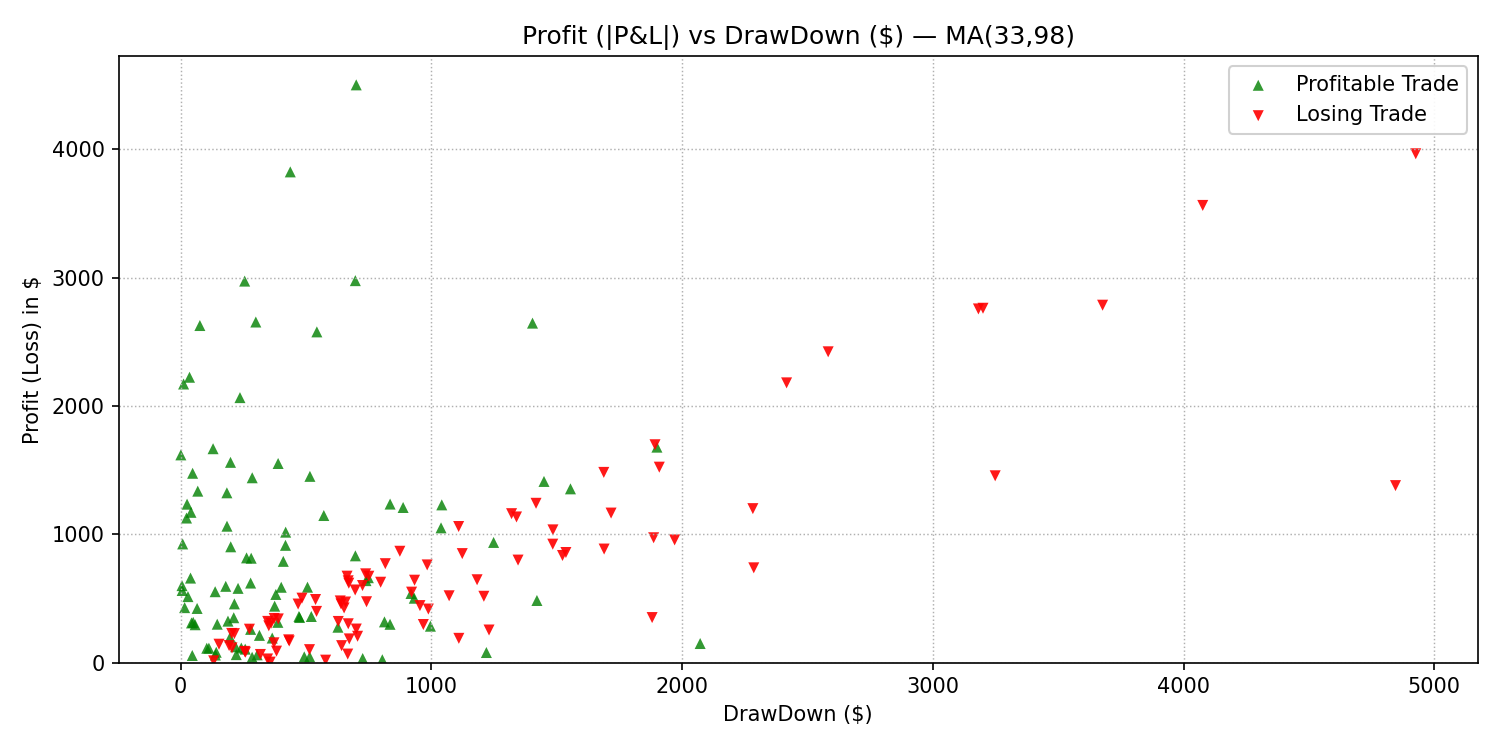 Profit (|P&L|) vs DrawDown ($) — MA(33,98)
Profitable Trade
Losing Trade
Profit (Loss) in $
4000
3000
2000
1000
0
0 1000 2000 3000 4000 5000
DrawDown ($)